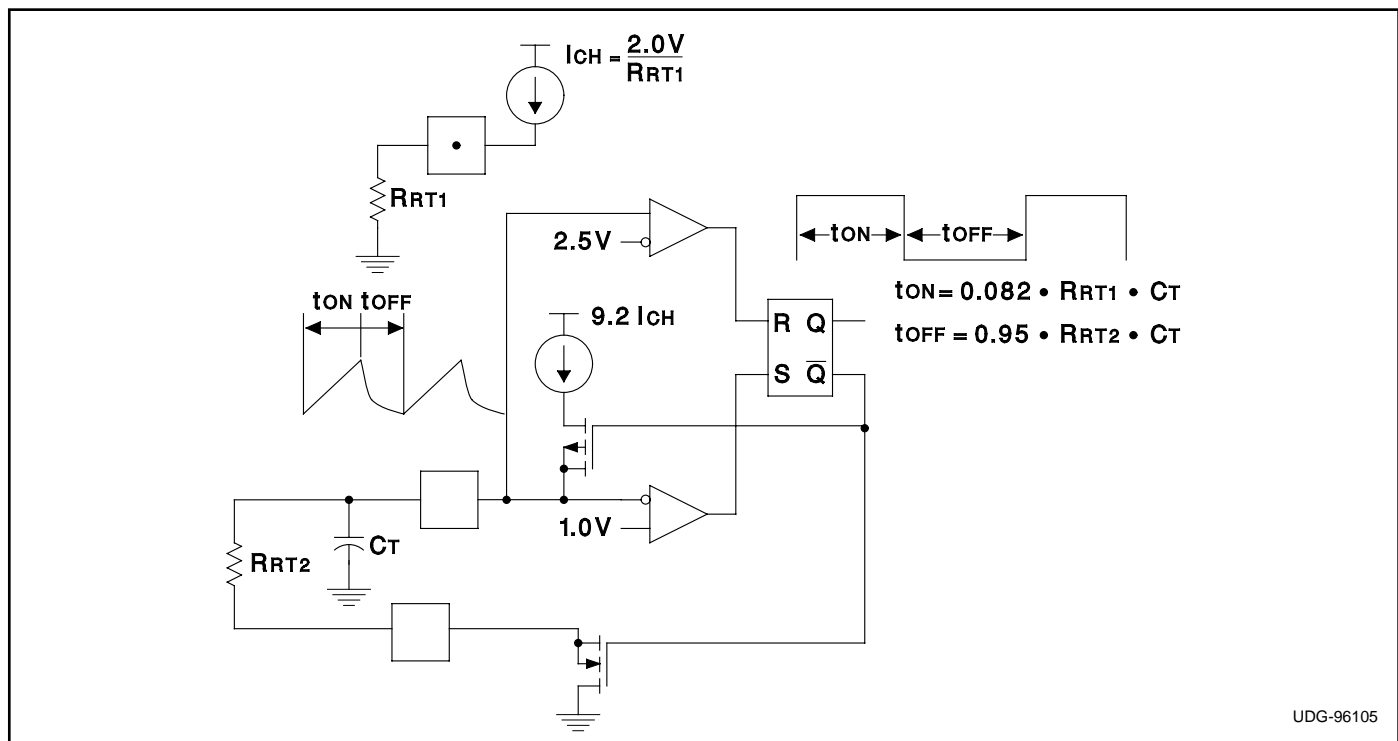 ICH = 2.0V / RRT1
RRT1
2.5V
tON tOFF
tON = 0.082 • RRT1 • CT
tOFF = 0.95 • RRT2 • CT
tON tOFF
9.2 ICH
R Q
S Q̅
1.0V
CT
RRT2
UDG-96105